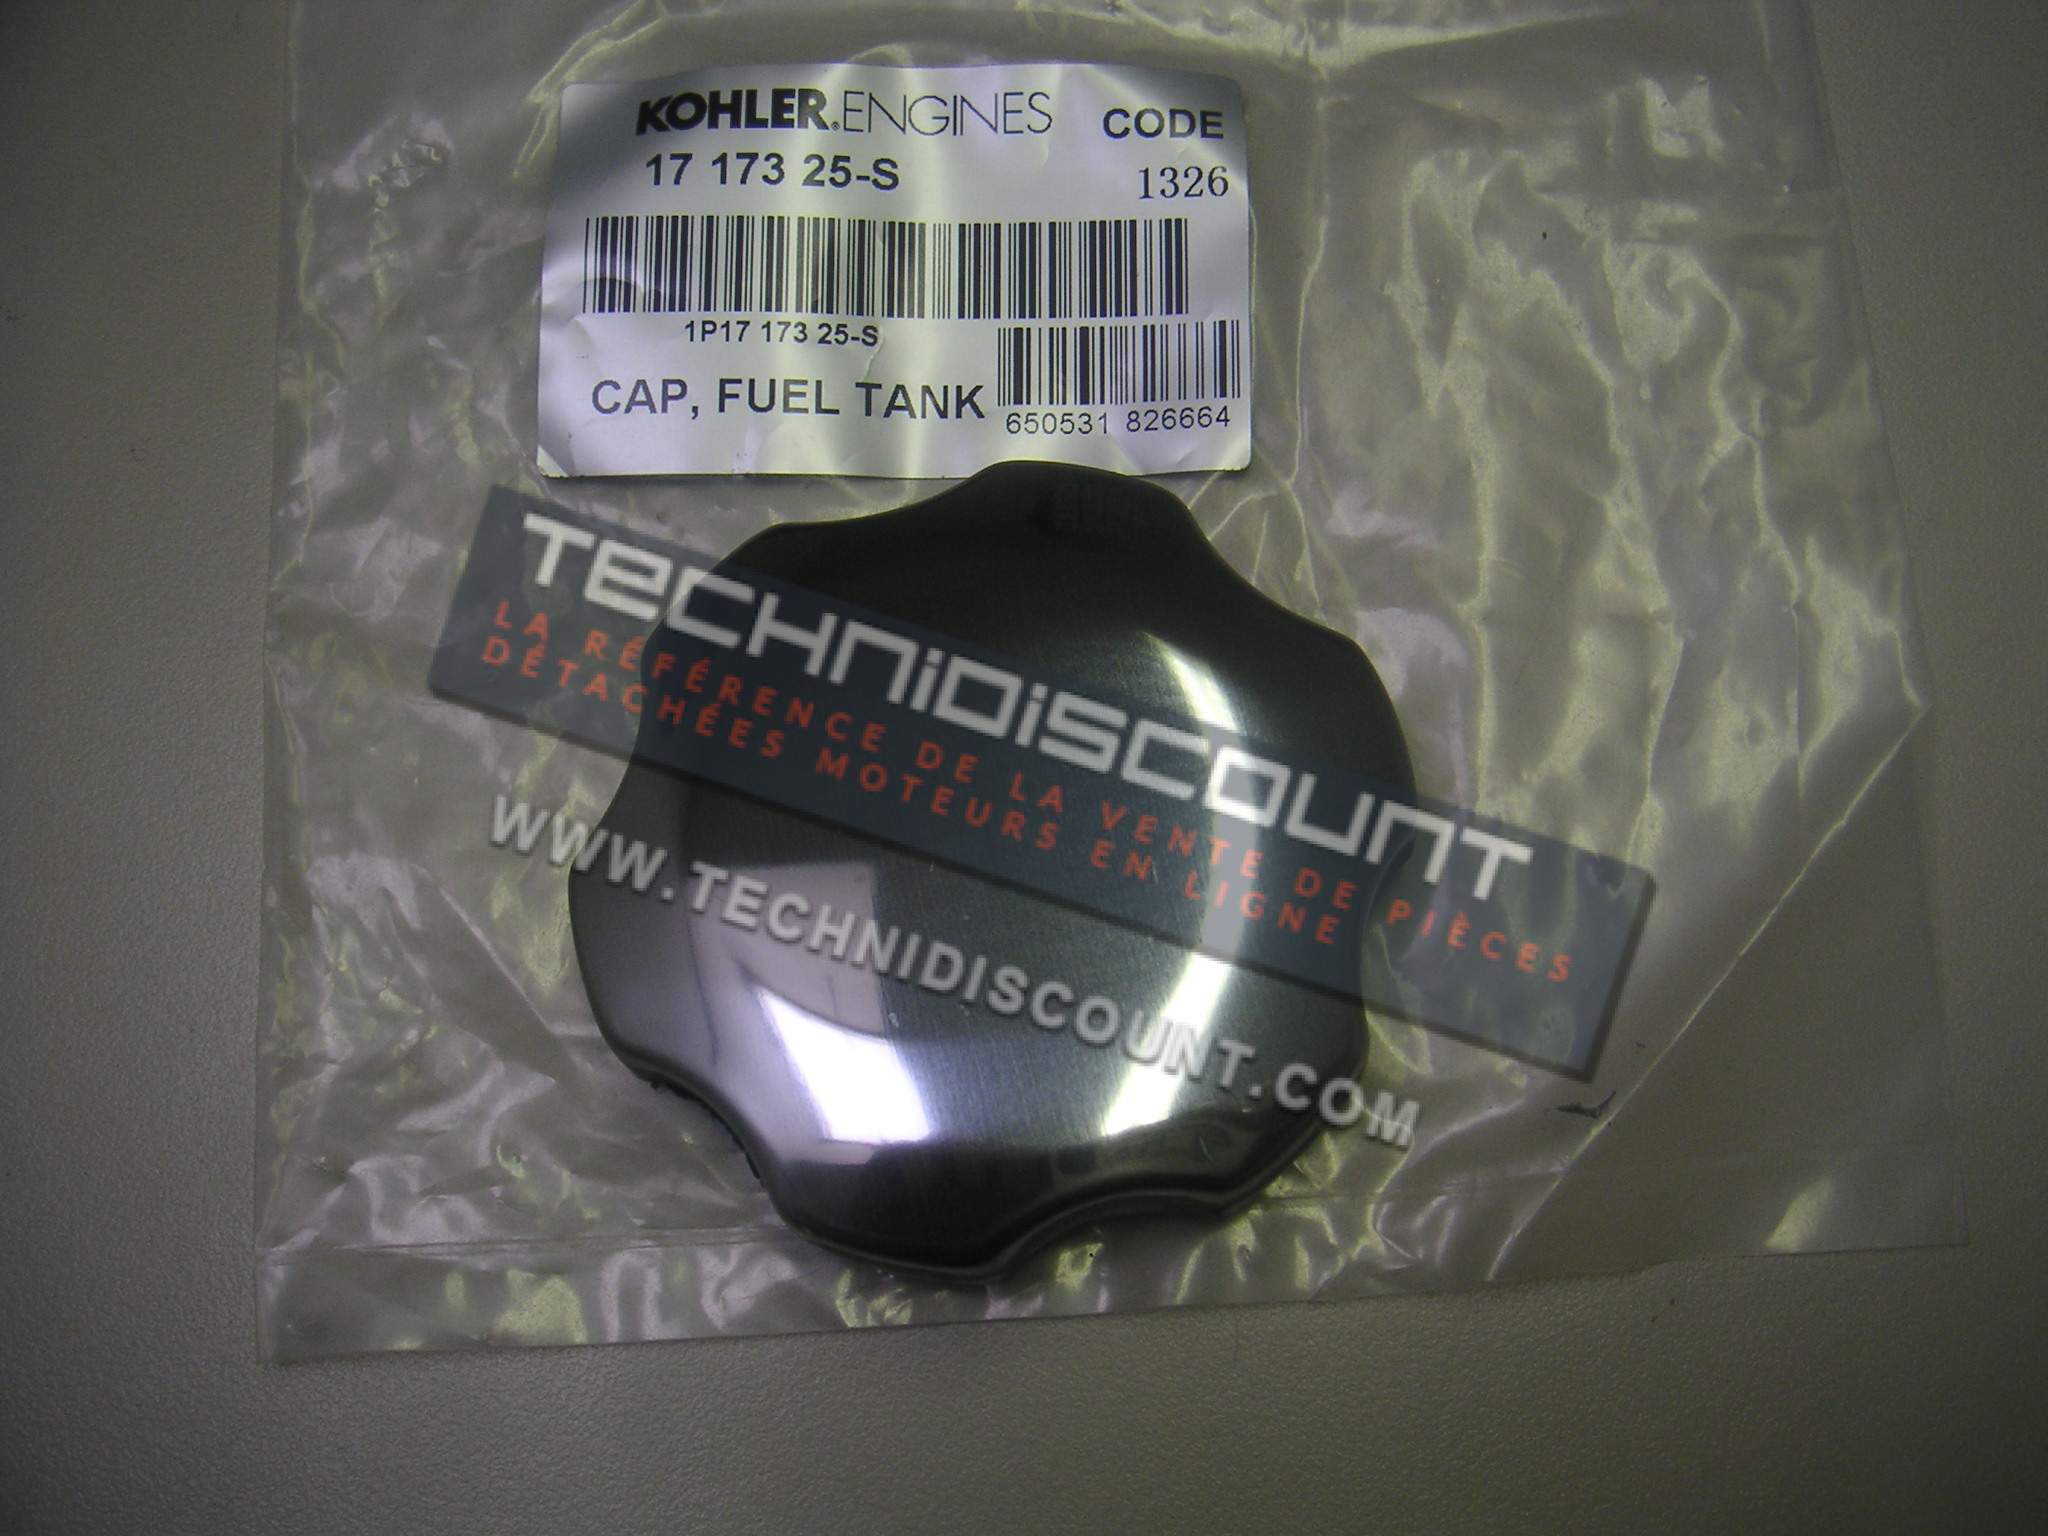 KOHLER.ENGINES CODE
17 173 25-S 1326
1P17 173 25-S
CAP, FUEL TANK
650531 826664
TECHNIDISCOUNT
LA RÉFÉRENCE DE LA VENTE DE PIÈCES
DÉTACHÉES MOTEURS EN LIGNE
WWW.TECHNIDISCOUNT.COM